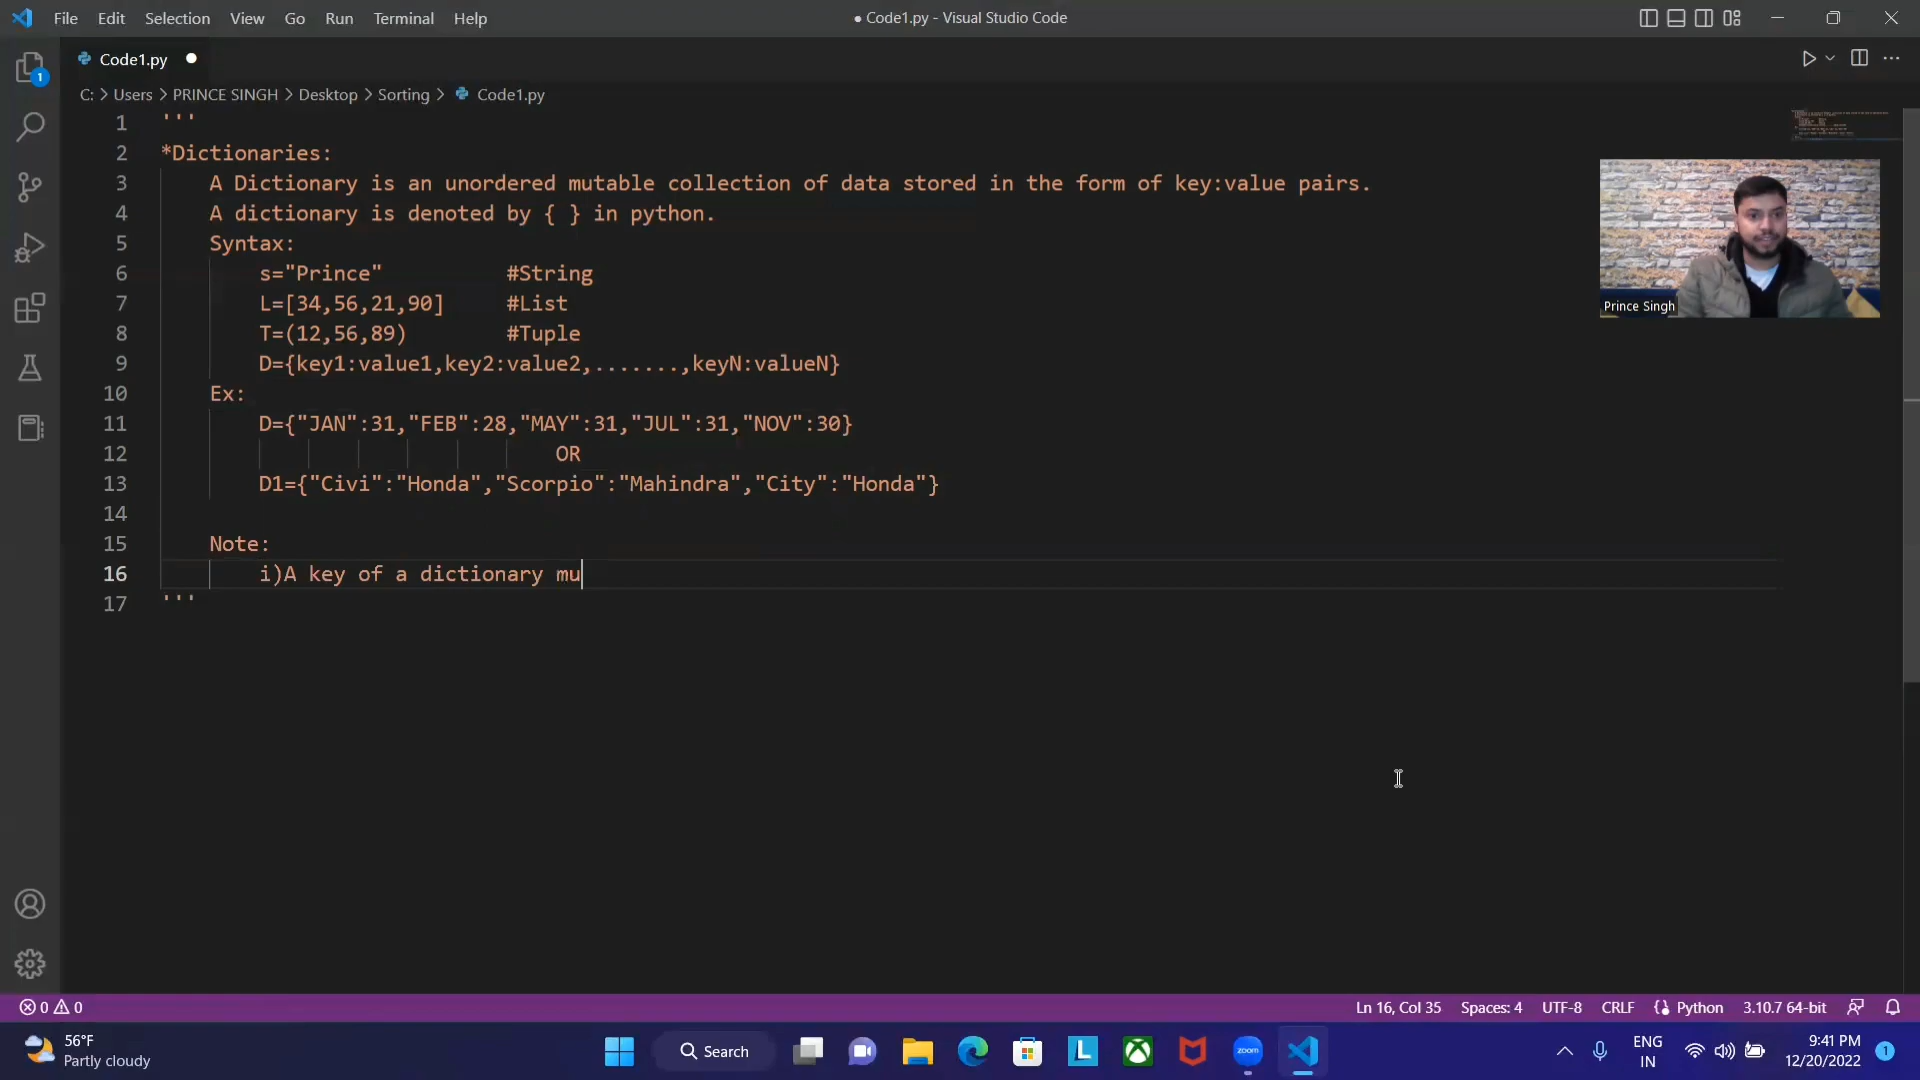 File Edit Selection View Go Run Terminal Help
● Code1.py - Visual Studio Code
Code1.py ●
C: > Users > PRINCE SINGH > Desktop > Sorting > Code1.py
1 '''
2 *Dictionaries:
3 A Dictionary is an unordered mutable collection of data stored in the form of key:value pairs.
4 A dictionary is denoted by { } in python.
5 Syntax:
6 s="Prince" #String
7 L=[34,56,21,90] #List
8 T=(12,56,89) #Tuple
9 D={key1:value1,key2:value2,.......,keyN:valueN}
10 Ex:
11 D={"JAN":31,"FEB":28,"MAY":31,"JUL":31,"NOV":30}
12 OR
13 D1={"Civi":"Honda","Scorpio":"Mahindra","City":"Honda"}
14
15 Note:
16 i)A key of a dictionary mu
17 '''
Prince Singh
1
0 0
Ln 16, Col 35 Spaces: 4 UTF-8 CRLF Python 3.10.7 64-bit
56°F
Partly cloudy
Search
L
zoom
ENG
IN
9:41 PM
12/20/2022
1